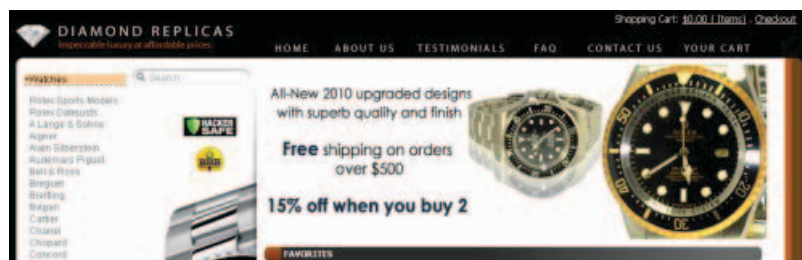 DIAMOND REPLICAS
Impeccable luxury at affordable prices
Shopping Cart: $0.00 ( Items) . Checkout
HOME ABOUT US TESTIMONIALS FAQ CONTACT US YOUR CART
Watches
Search
Rolex Sports Models
Rolex Datejusts
A.Lange & Sohne
Aigner
Alain Silberstein
Audemars Piguet
Bell & Ross
Breguet
Breitling
Bvlgari
Cartier
Chanel
Chopard
Concord
HACKER
SAFE
BBB
All-New 2010 upgraded designs
with superb quality and finish
Free shipping on orders
over $500
15% off when you buy 2
FAVORITES